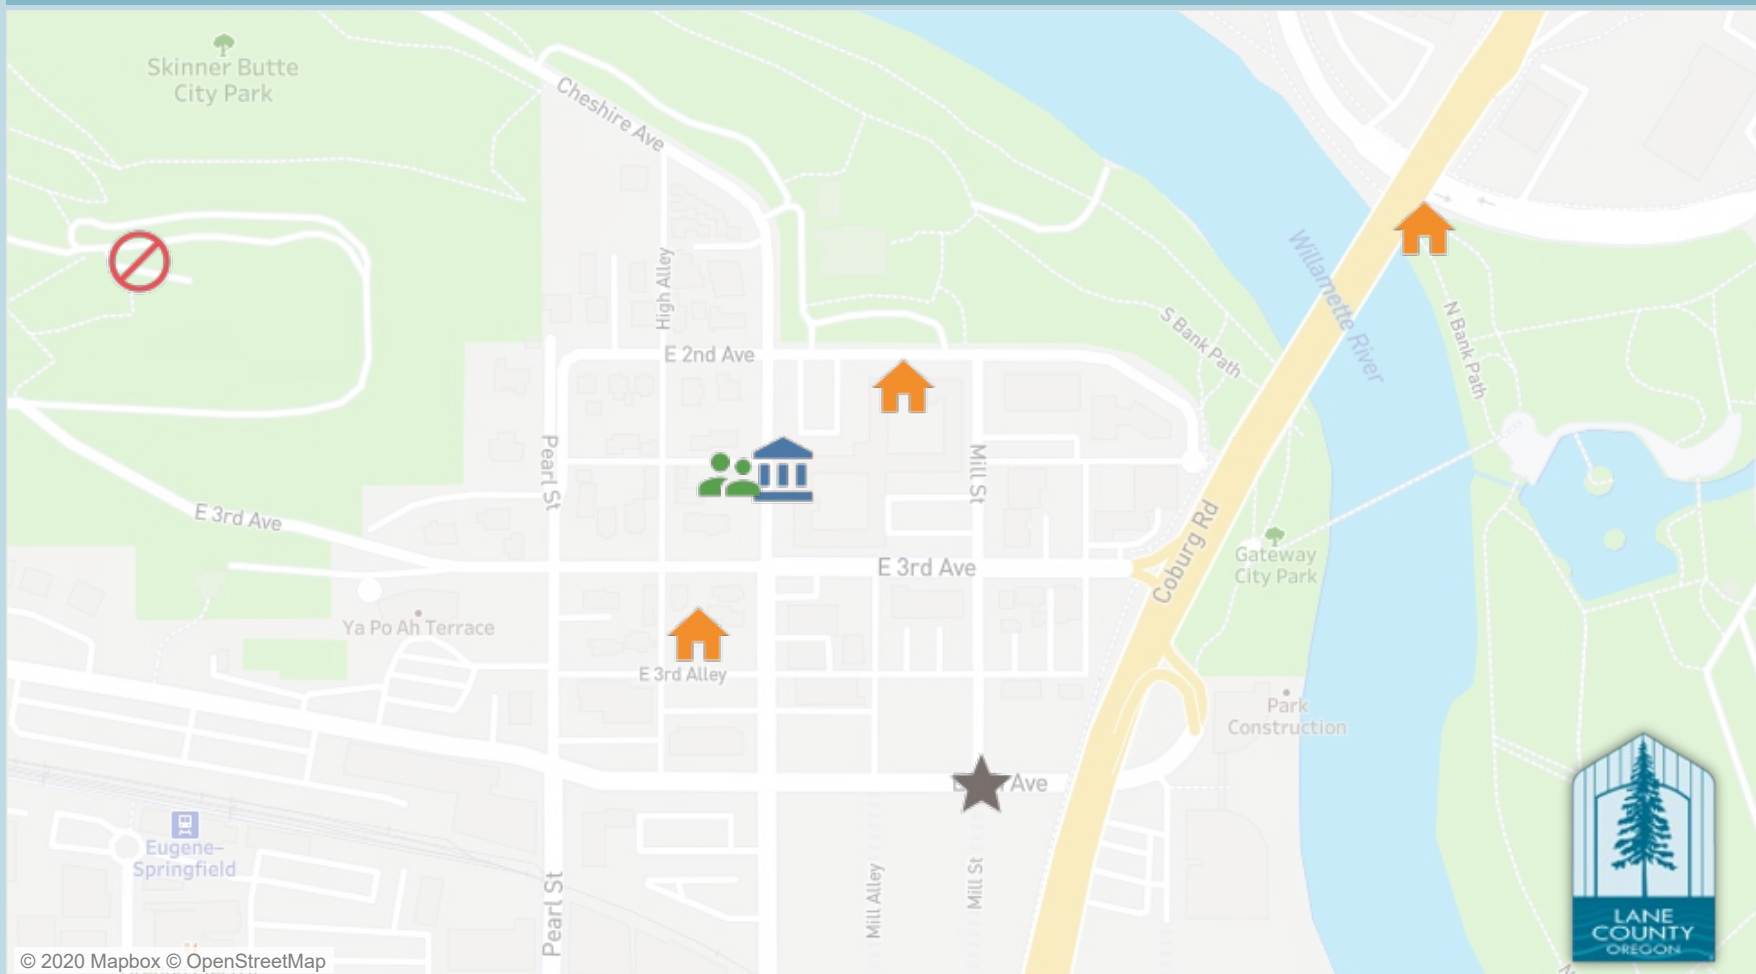 Skinner Butte
City Park
Cheshire Ave
High Alley
Willamette River
E 2nd Ave
S Bank Path
N Bank Path
Pearl St
Mill St
E 3rd Ave
E 3rd Ave
Coburg Rd
Gateway
City Park
Ya Po Ah Terrace
E 3rd Alley
Park
Construction
Ave
Eugene-
Springfield
Pearl St
Mill Alley
Mill St
LANE
COUNTY
OREGON
© 2020 Mapbox © OpenStreetMap